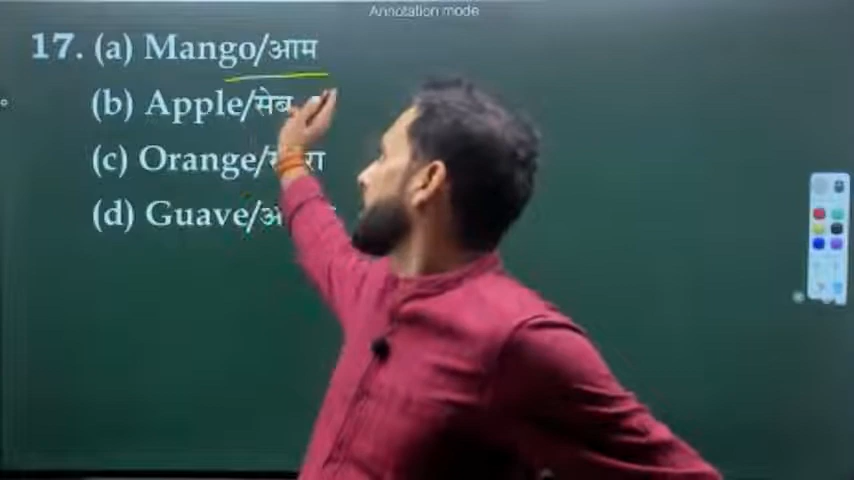 Annotation mode
17. (a) Mango/आम
(b) Apple/सेब
(c) Orange/
(d) Guave/